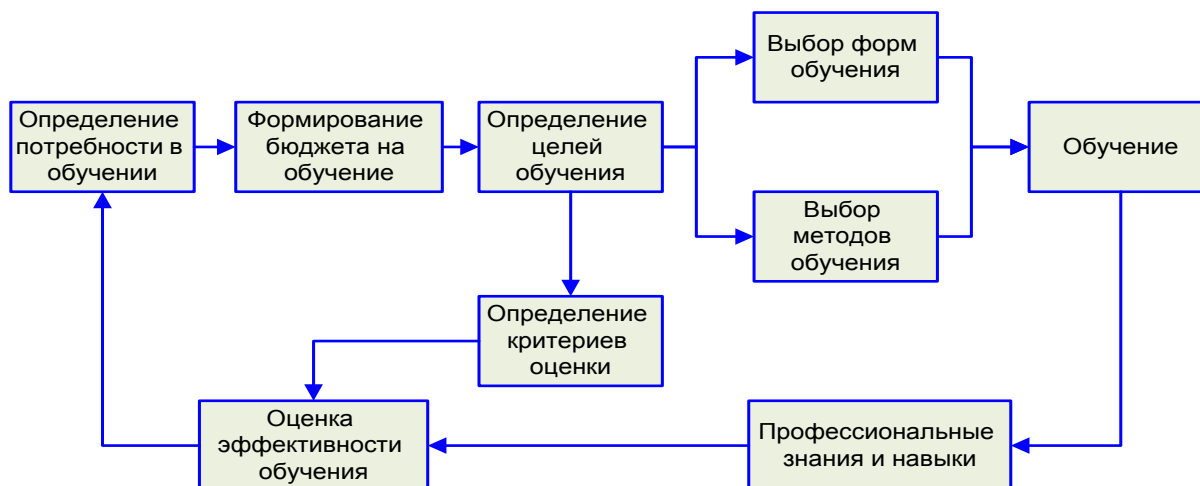 Определение
потребности в
обучении
Формирование
бюджета на
обучение
Определение
целей
обучения
Выбор форм
обучения
Выбор
методов
обучения
Обучение
Определение
критериев
оценки
Оценка
эффективности
обучения
Профессиональные
знания и навыки